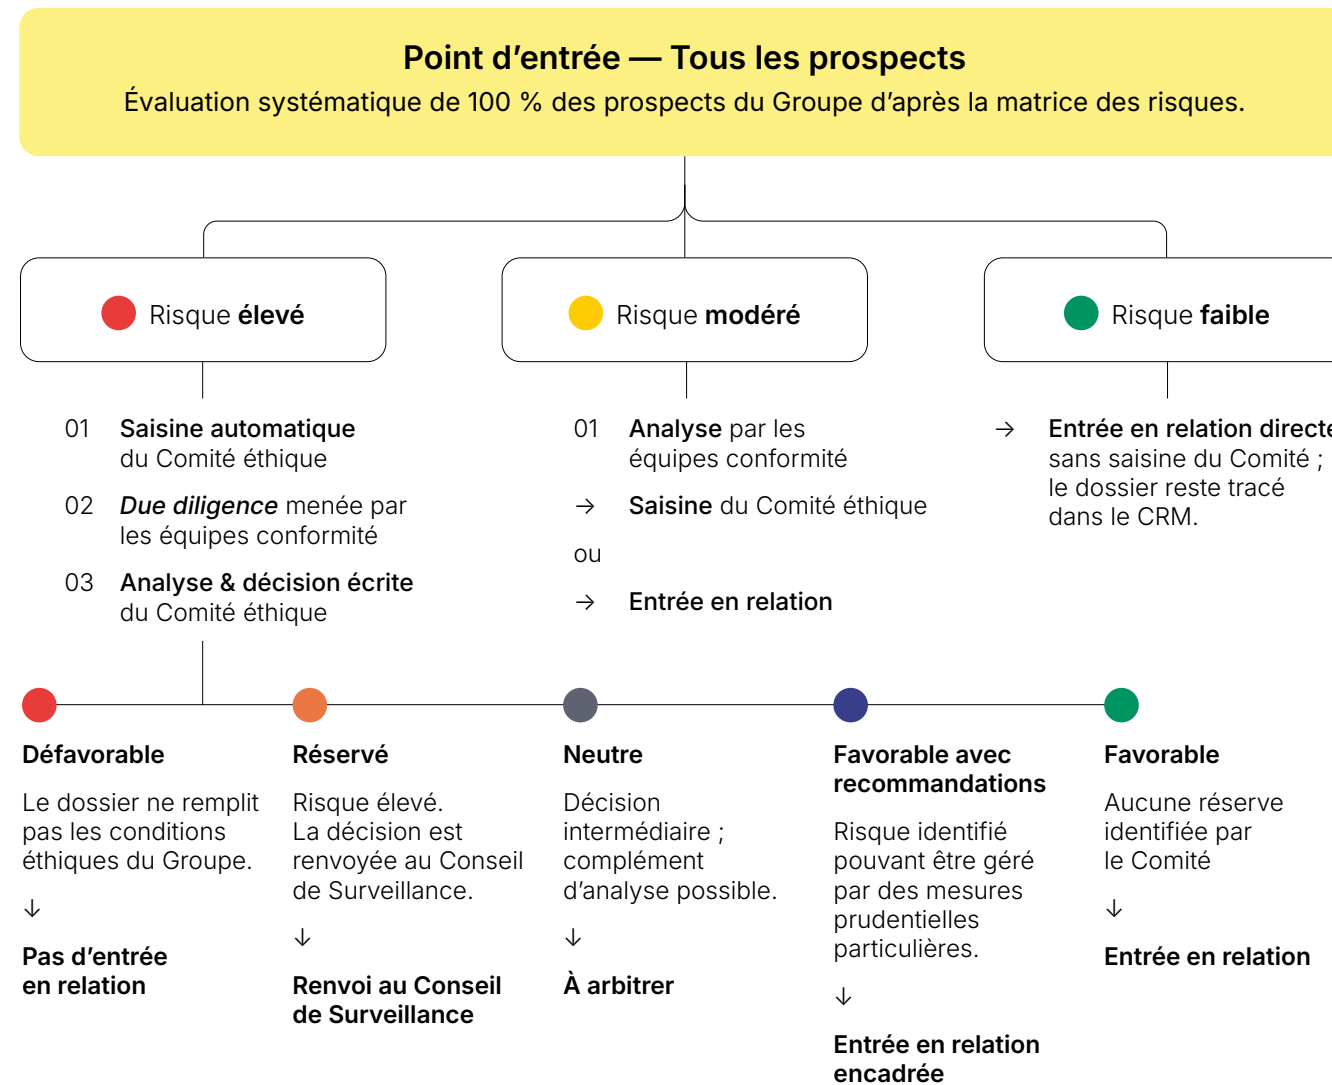 Point d’entrée — Tous les prospects
Évaluation systématique de 100 % des prospects du Groupe d’après la matrice des risques.
Risque élevé
Risque modéré
Risque faible
01 Saisine automatique
du Comité éthique
02 Due diligence menée par
les équipes conformité
03 Analyse & décision écrite
du Comité éthique
01 Analyse par les
équipes conformité
→ Saisine du Comité éthique
ou
→ Entrée en relation
→ Entrée en relation directe
sans saisine du Comité ;
le dossier reste tracé
dans le CRM.
Défavorable
Le dossier ne remplit
pas les conditions
éthiques du Groupe.
↓
Pas d’entrée
en relation
Réservé
Risque élevé.
La décision est
renvoyée au Conseil
de Surveillance.
↓
Renvoi au Conseil
de Surveillance
Neutre
Décision
intermédiaire ;
complément
d’analyse possible.
↓
À arbitrer
Favorable avec
recommandations
Risque identifié
pouvant être géré
par des mesures
prudentielles
particulières.
↓
Entrée en relation
encadrée
Favorable
Aucune réserve
identifiée par
le Comité
↓
Entrée en relation